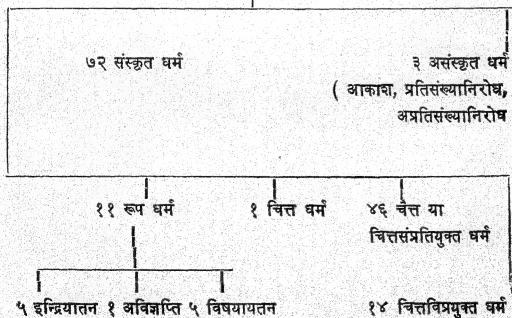 ७२ संस्कृत धर्म ३ असंस्कृत धर्म
( आकाश, प्रतिसंख्यानिरोध,
अप्रतिसंख्यानिरोध
११ रूप धर्म १ चित्त धर्म ४६ चेत्त या
चित्तसंप्रतियुक्त धर्म
५ इन्द्रियातन १ अविज्ञप्ति ५ विषयायतन १४ चित्तविप्रयुक्त धर्म